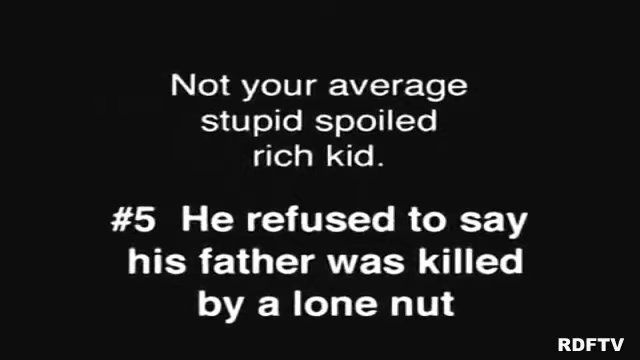 Not your average
stupid spoiled
rich kid.
#5 He refused to say
his father was killed
by a lone nut
RDFTV